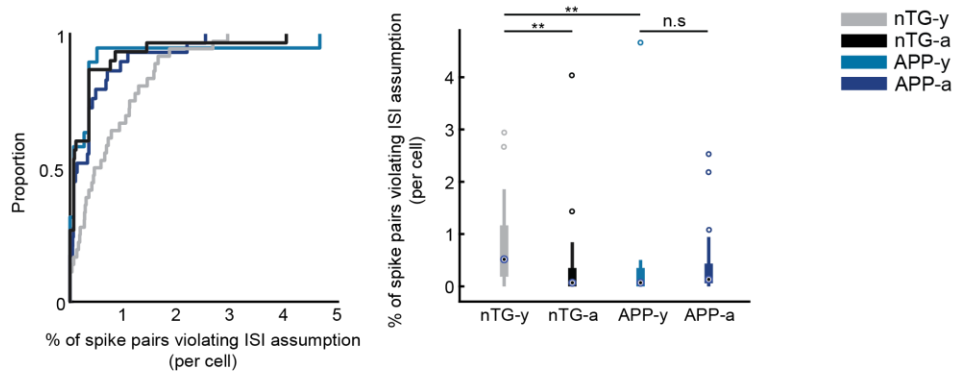 1
0.5
0
Proportion
1 2 3 4 5
% of spike pairs violating ISI assumption
(per cell)
**
**
n.s
4
3
2
1
0
% of spike pairs violating ISI assumption
(per cell)
nTG-y nTG-a APP-y APP-a
nTG-y
nTG-a
APP-y
APP-a